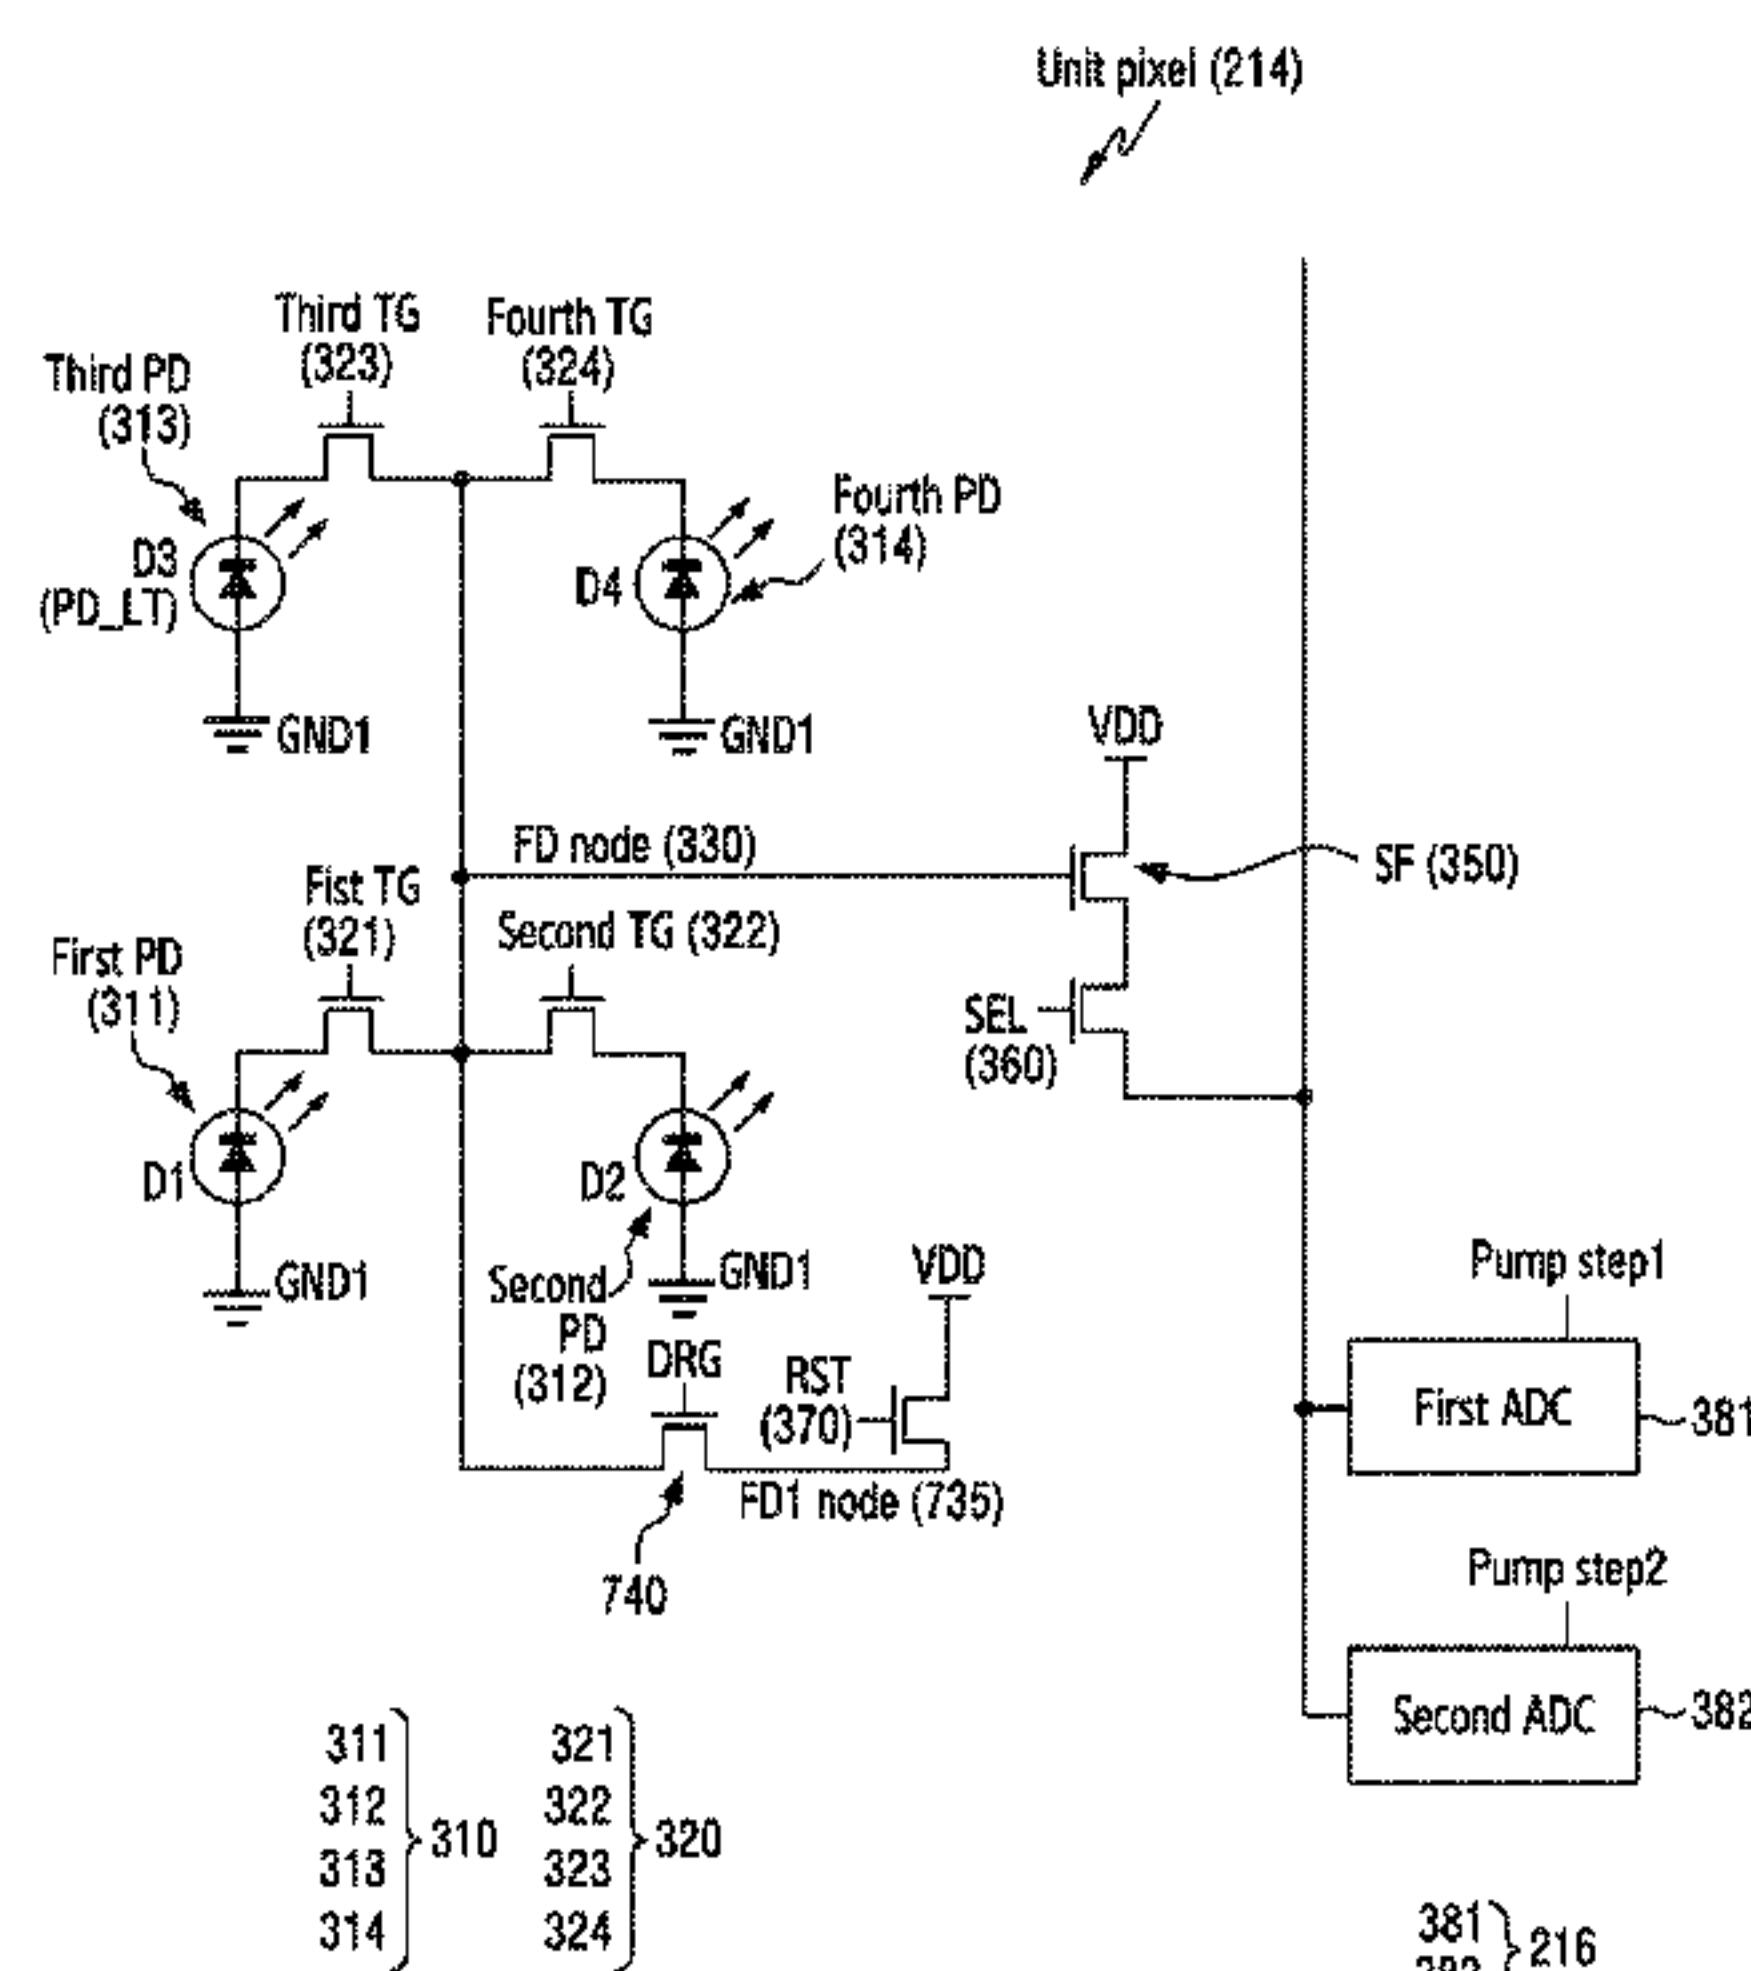 Unit pixel (214)
Third TG
(323)
Fourth TG
(324)
Third PD
(313)
Fourth PD
(314)
D3
(PD_LT)
D4
GND1
GND1
VDD
FD node (330)
SF (350)
Fist TG
(321)
Second TG (322)
First PD
(311)
SEL
(360)
D1
D2
GND1
Second
PD
(312)
GND1
VDD
Pump step1
DRG
RST
(370)
First ADC
381
FD1 node (735)
740
Pump step2
Second ADC
382
311
312
313
314
310
321
322
323
324
320
381
382
216